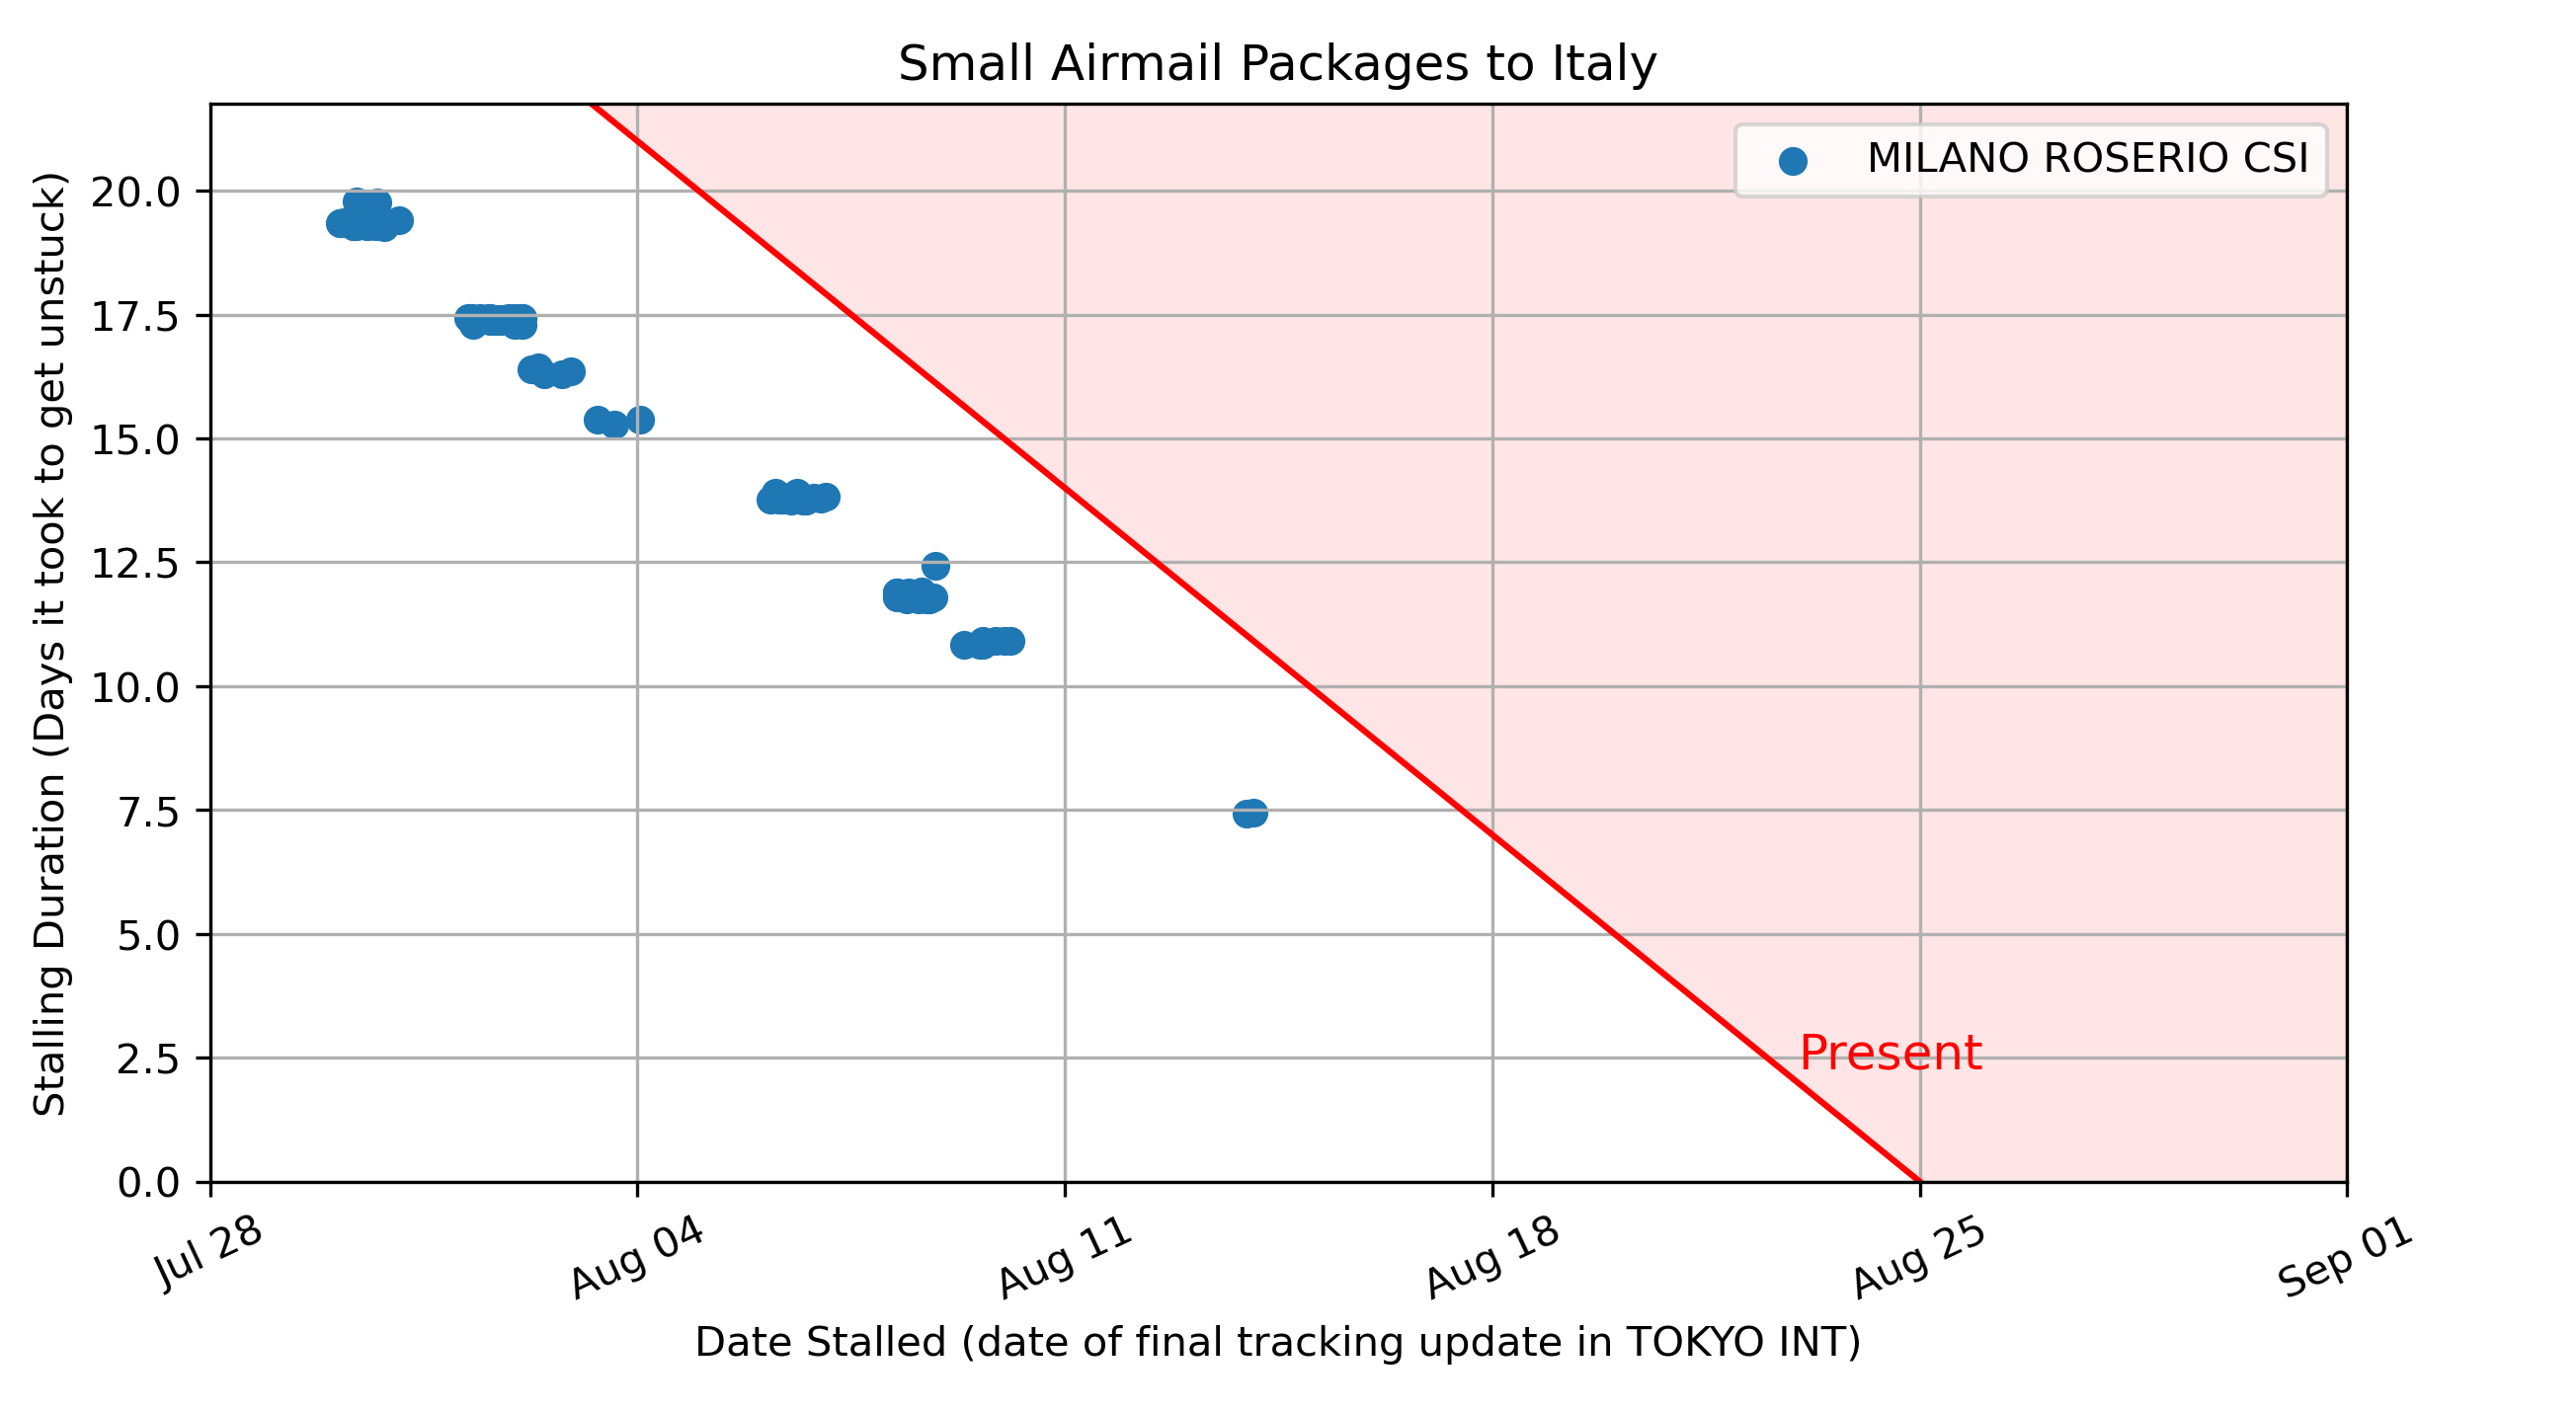 Small Airmail Packages to Italy
MILANO ROSERIO CSI
Stalling Duration (Days it took to get unstuck)
20.0
17.5
15.0
12.5
10.0
7.5
5.0
2.5
0.0
Present
Jul 28
Aug 04
Aug 11
Aug 18
Aug 25
Sep 01
Date Stalled (date of final tracking update in TOKYO INT)